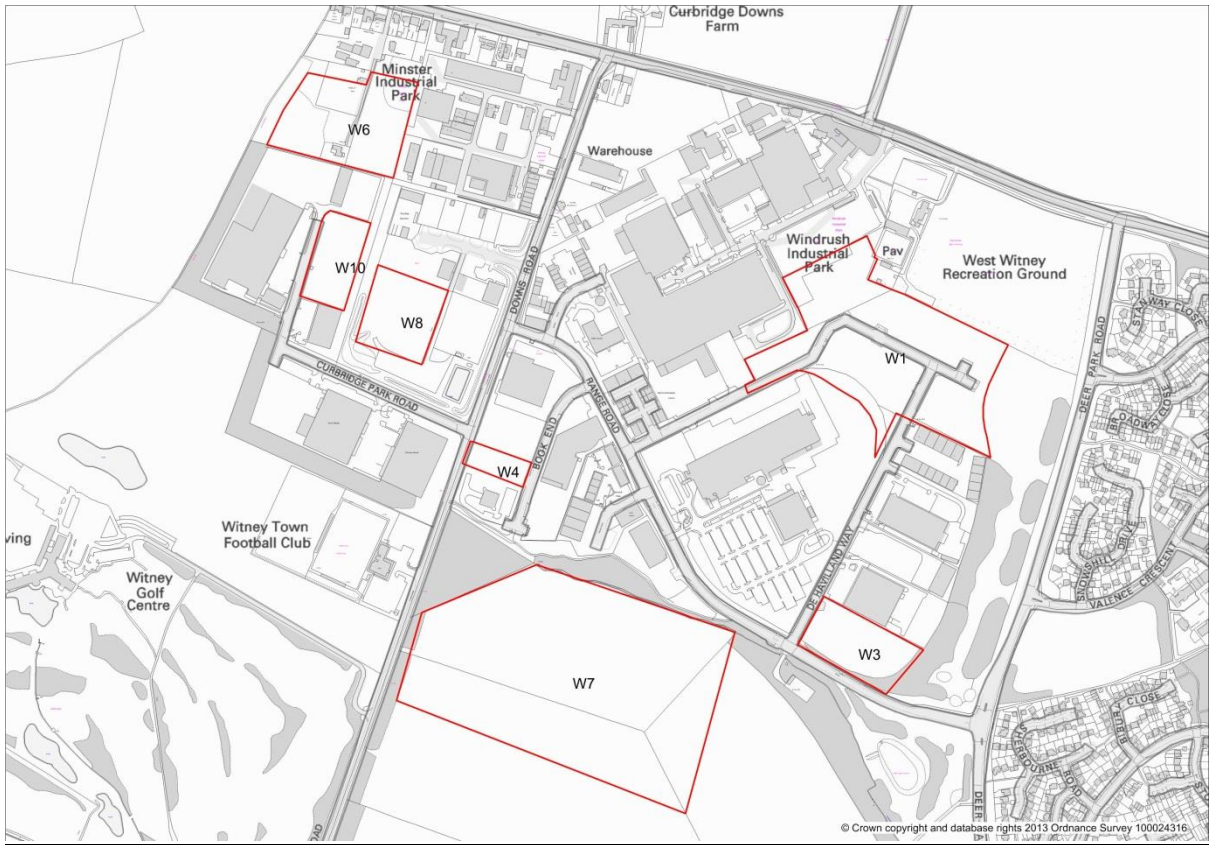 Curbridge Downs
Farm
Minster
Industrial
Park
W6
Warehouse
DOWNS ROAD
Windrush
Industrial
Park
Pav
West Witney
Recreation Ground
STANWAY CLOSE
W10
W8
W1
DEER PARK ROAD
BROADWAY CLOSE
CURBRIDGE PARK ROAD
RANGE ROAD
BOGK END
W4
Witney Town
Football Club
ving
Witney
Golf
Centre
SNOWSHILL DRIVE
VALENCE CRESCENT
DE HAVILLAND WAY
W3
W7
BIBURY CLOSE
SHERBOURNE ROAD
ROAD
DEER
© Crown copyright and database rights 2013 Ordnance Survey 100024316